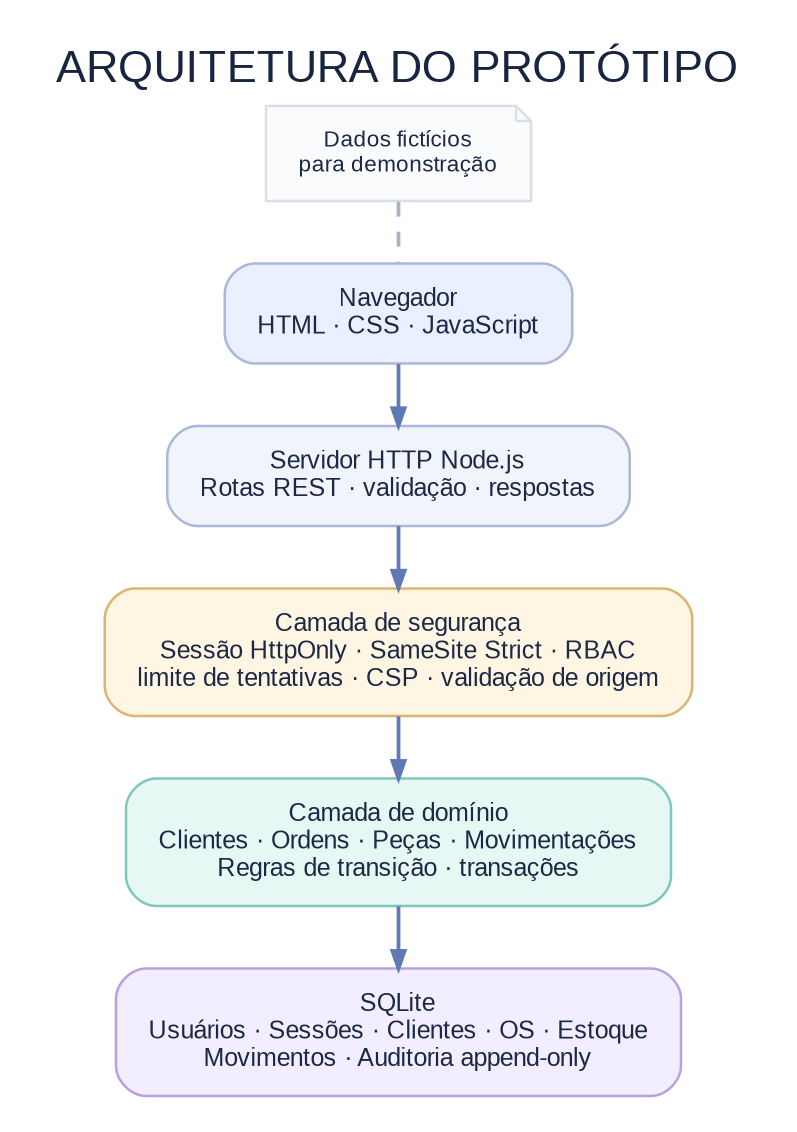 ARQUITETURA DO PROTÓTIPO
Dados fictícios
para demonstração
Navegador
HTML · CSS · JavaScript
Servidor HTTP Node.js
Rotas REST · validação · respostas
Camada de segurança
Sessão HttpOnly · SameSite Strict · RBAC
limite de tentativas · CSP · validação de origem
Camada de domínio
Clientes · Ordens · Peças · Movimentações
Regras de transição · transações
SQLite
Usuários · Sessões · Clientes · OS · Estoque
Movimentos · Auditoria append-only